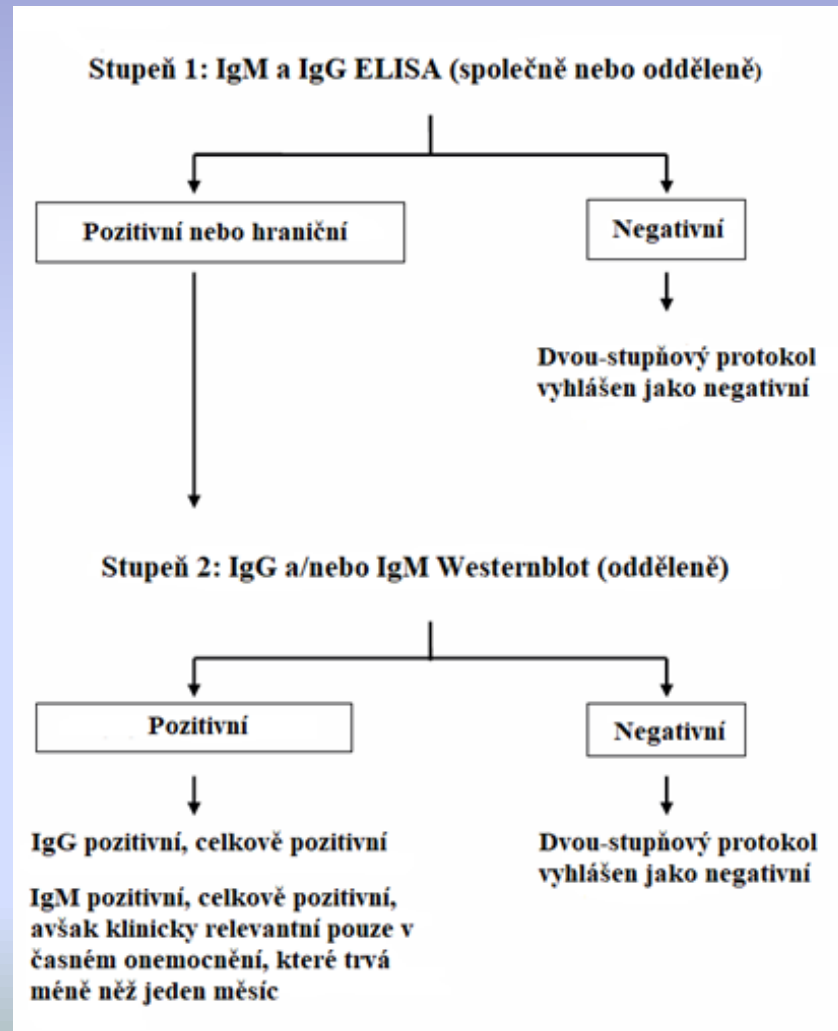 Stupeň 1: IgM a IgG ELISA (společně nebo odděleně)
Pozitivní nebo hraniční
Negativní
Dvou-stupňový protokol
vyhlášen jako negativní
Stupeň 2: IgG a/nebo IgM Westernblot (odděleně)
Pozitivní
Negativní
IgG pozitivní, celkově pozitivní
IgM pozitivní, celkově pozitivní,
avšak klinicky relevantní pouze v
časném onemocnění, které trvá
méně něž jeden měsíc
Dvou-stupňový protokol
vyhlášen jako negativní